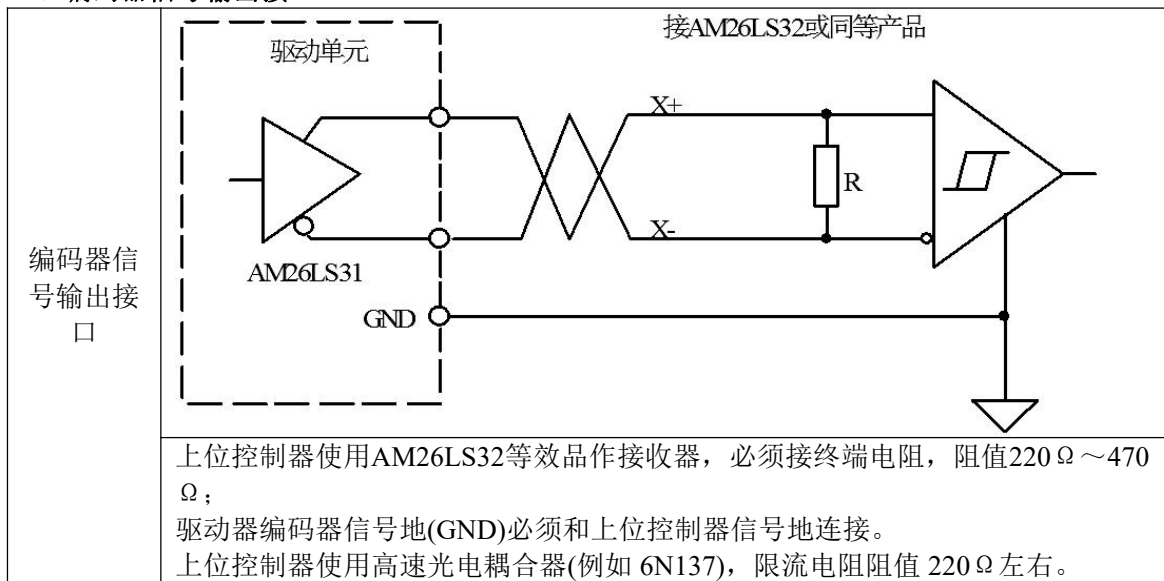 接AM26LS32或同等产品
驱动单元
X+
R
X-
AM26LS31
GND
编码器信
号输出接
口
上位控制器使用AM26LS32等效品作接收器，必须接终端电阻，阻值220Ω～470
Ω；
驱动器编码器信号地(GND)必须和上位控制器信号地连接。
上位控制器使用高速光电耦合器(例如 6N137)，限流电阻阻值 220Ω左右。